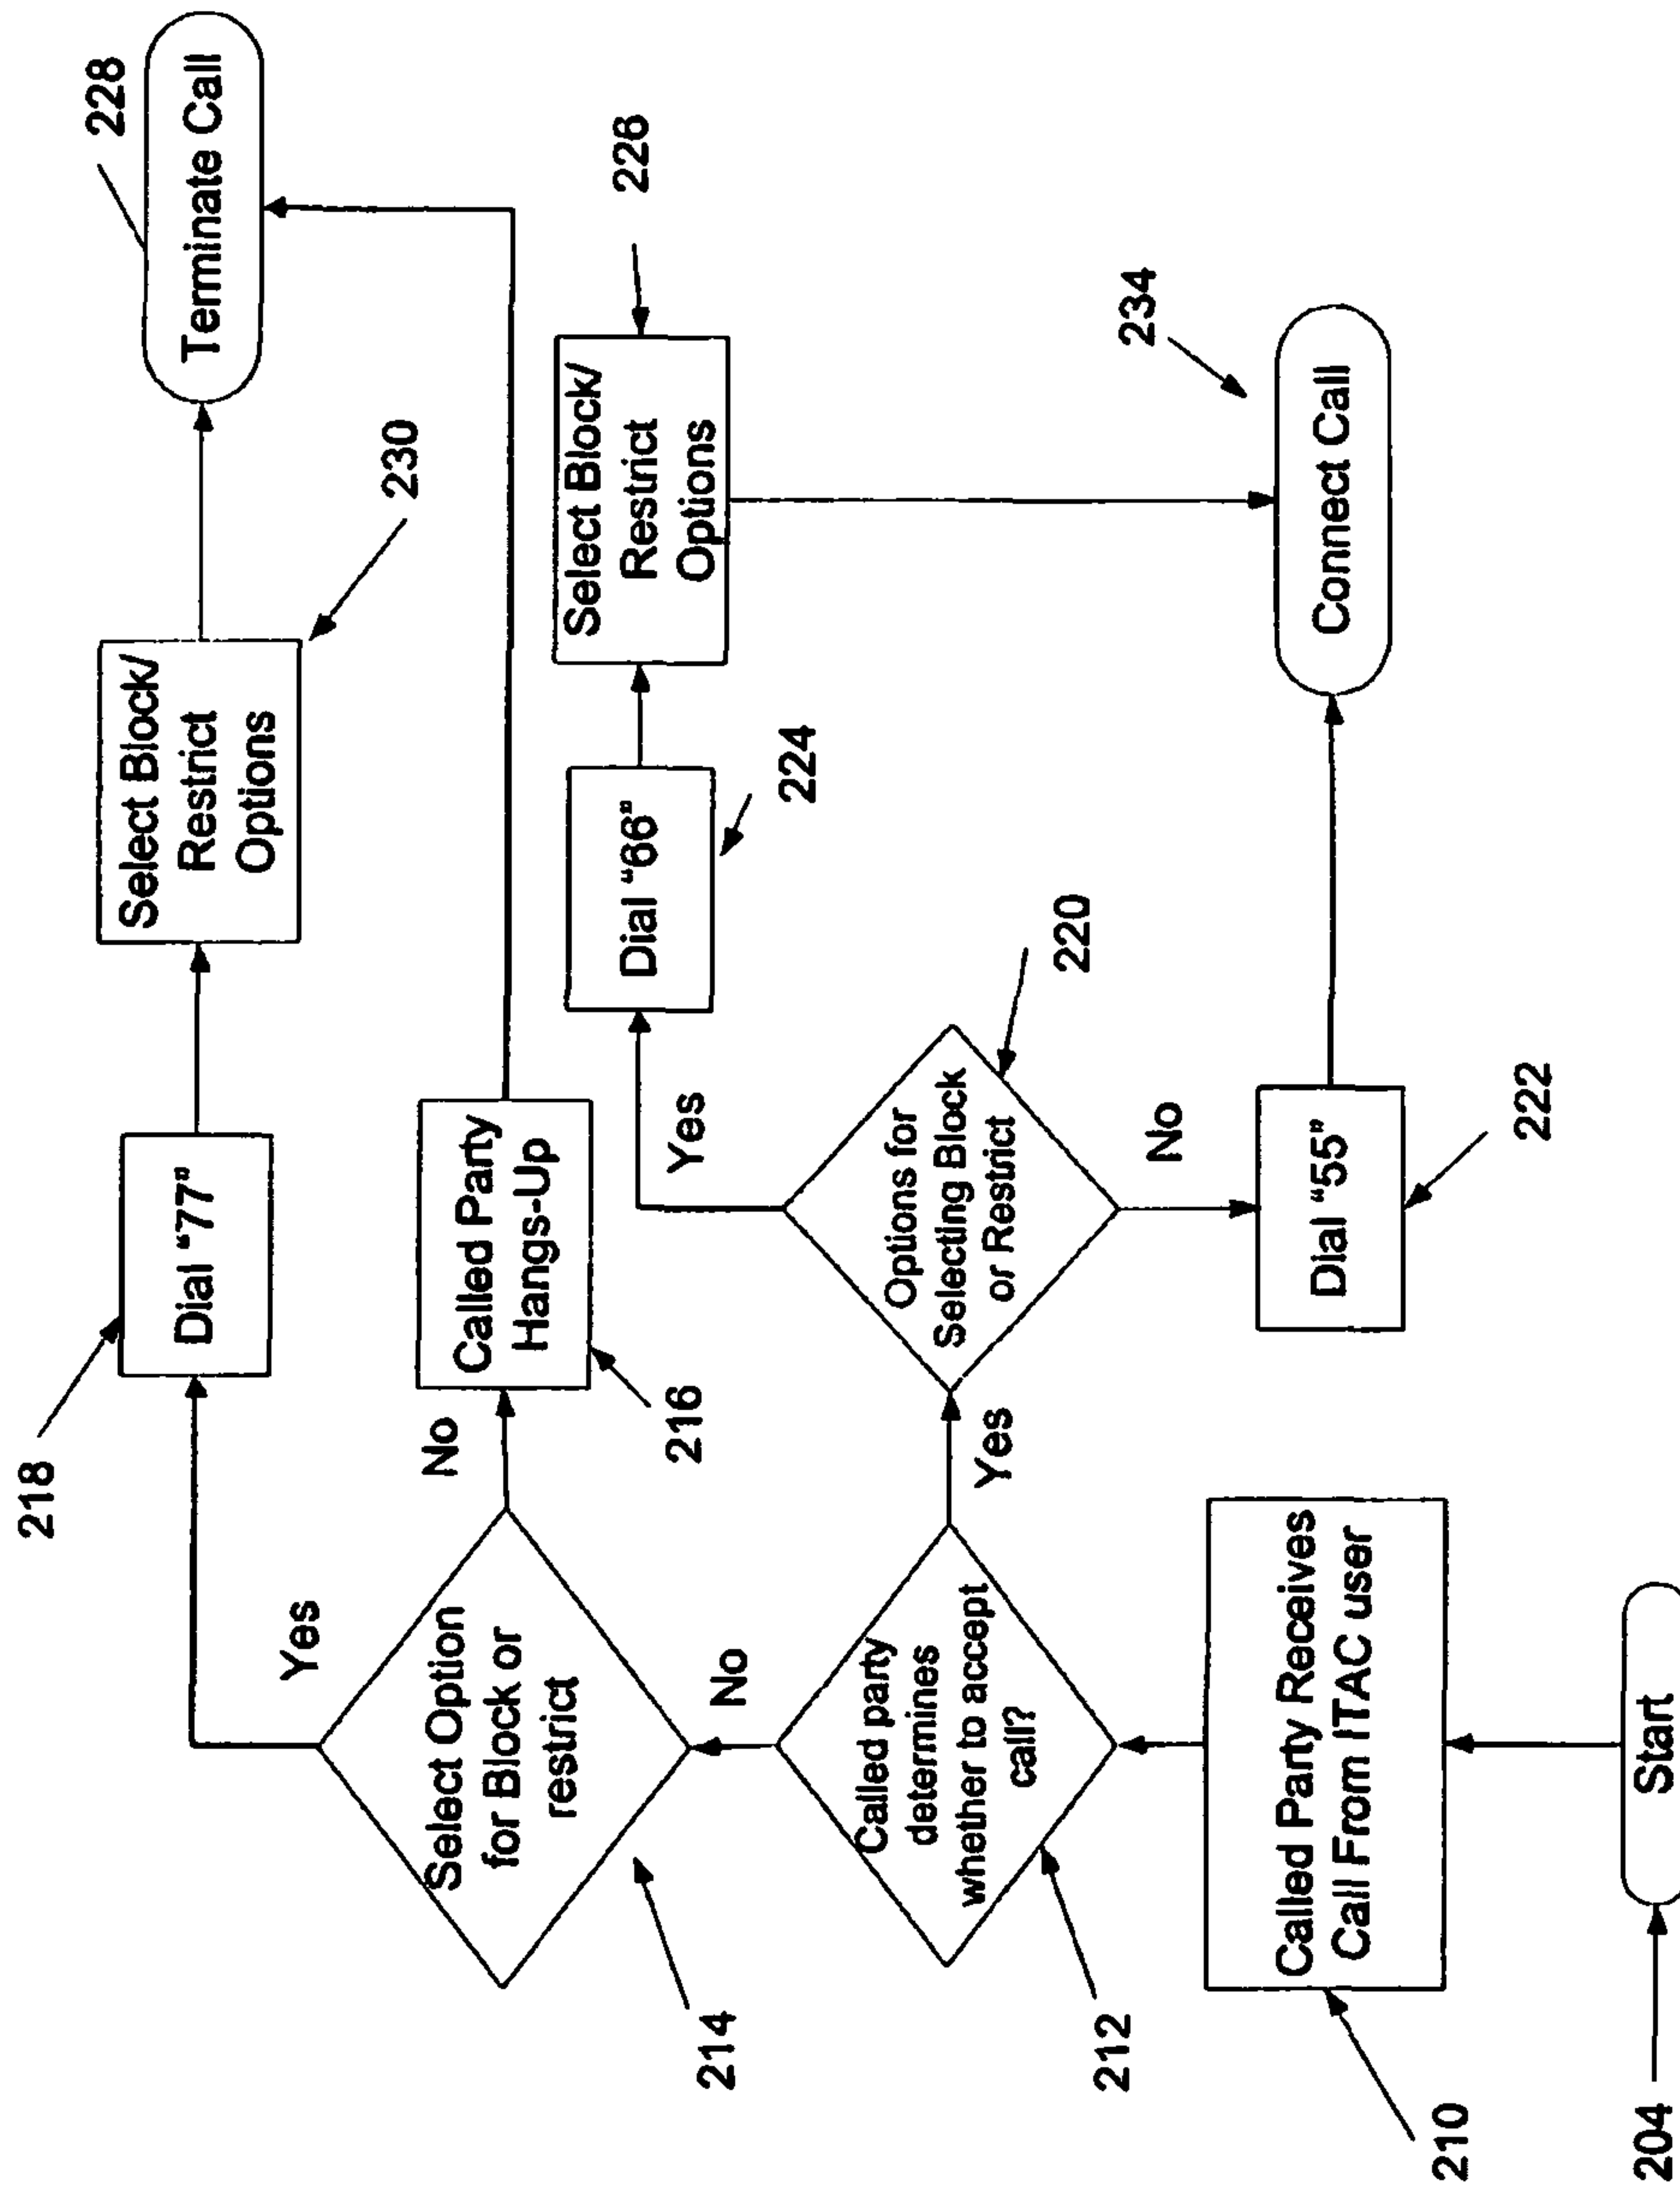 218
Dial “77”
Select Block/
Restrict
Options
230
228
Terminate Call
Yes
Select Option
for Block or
restrict
214
No
Called Party
Hangs-Up
216
No
Called party
determines
whether to accept
call?
212
Yes
Options for
Selecting Block
or Restrict
220
Yes
Dial “66”
224
Select Block/
Restrict
Options
226
No
Dial “55”
222
Connect Call
234
Called Party Receives
Call From ITAC user
210
Start
204